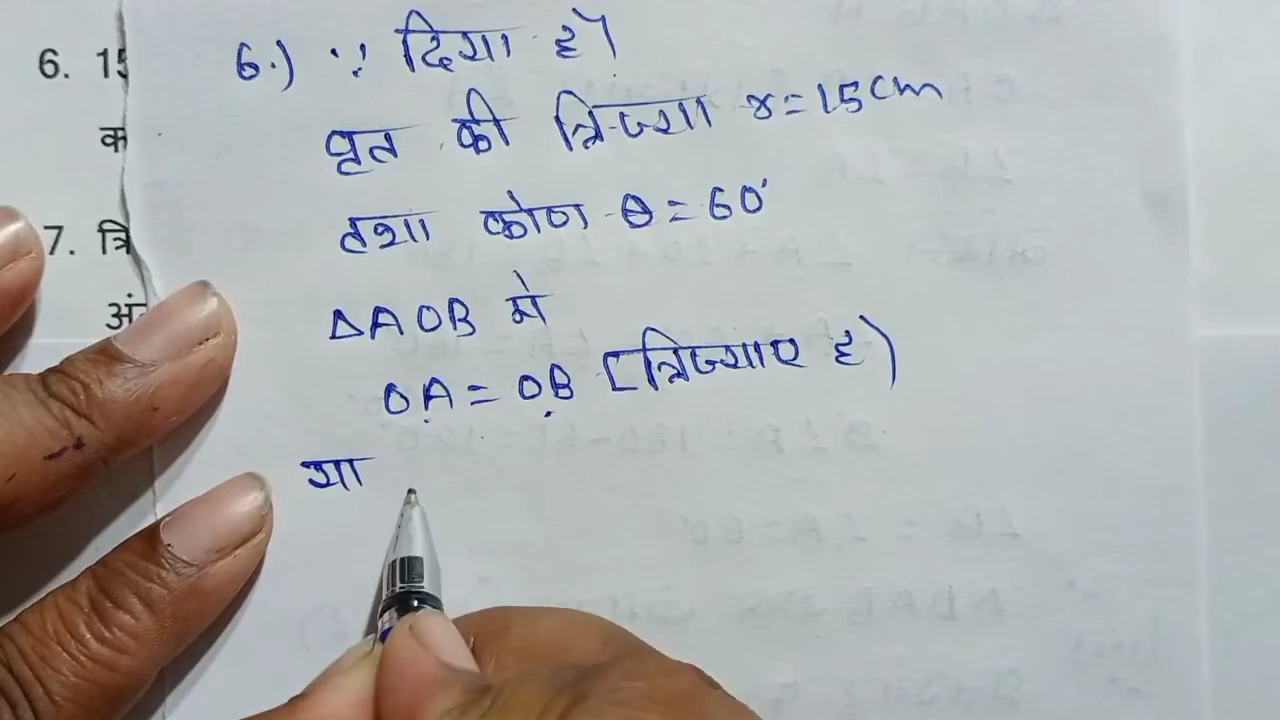 6. 15
क
7. त्रि
अं
6.) ∵ दिया है।
वृत की त्रिज्या r=15cm
तथा कोण θ=60°
ΔAOB मे
OA = OB [त्रिज्याए है)
या